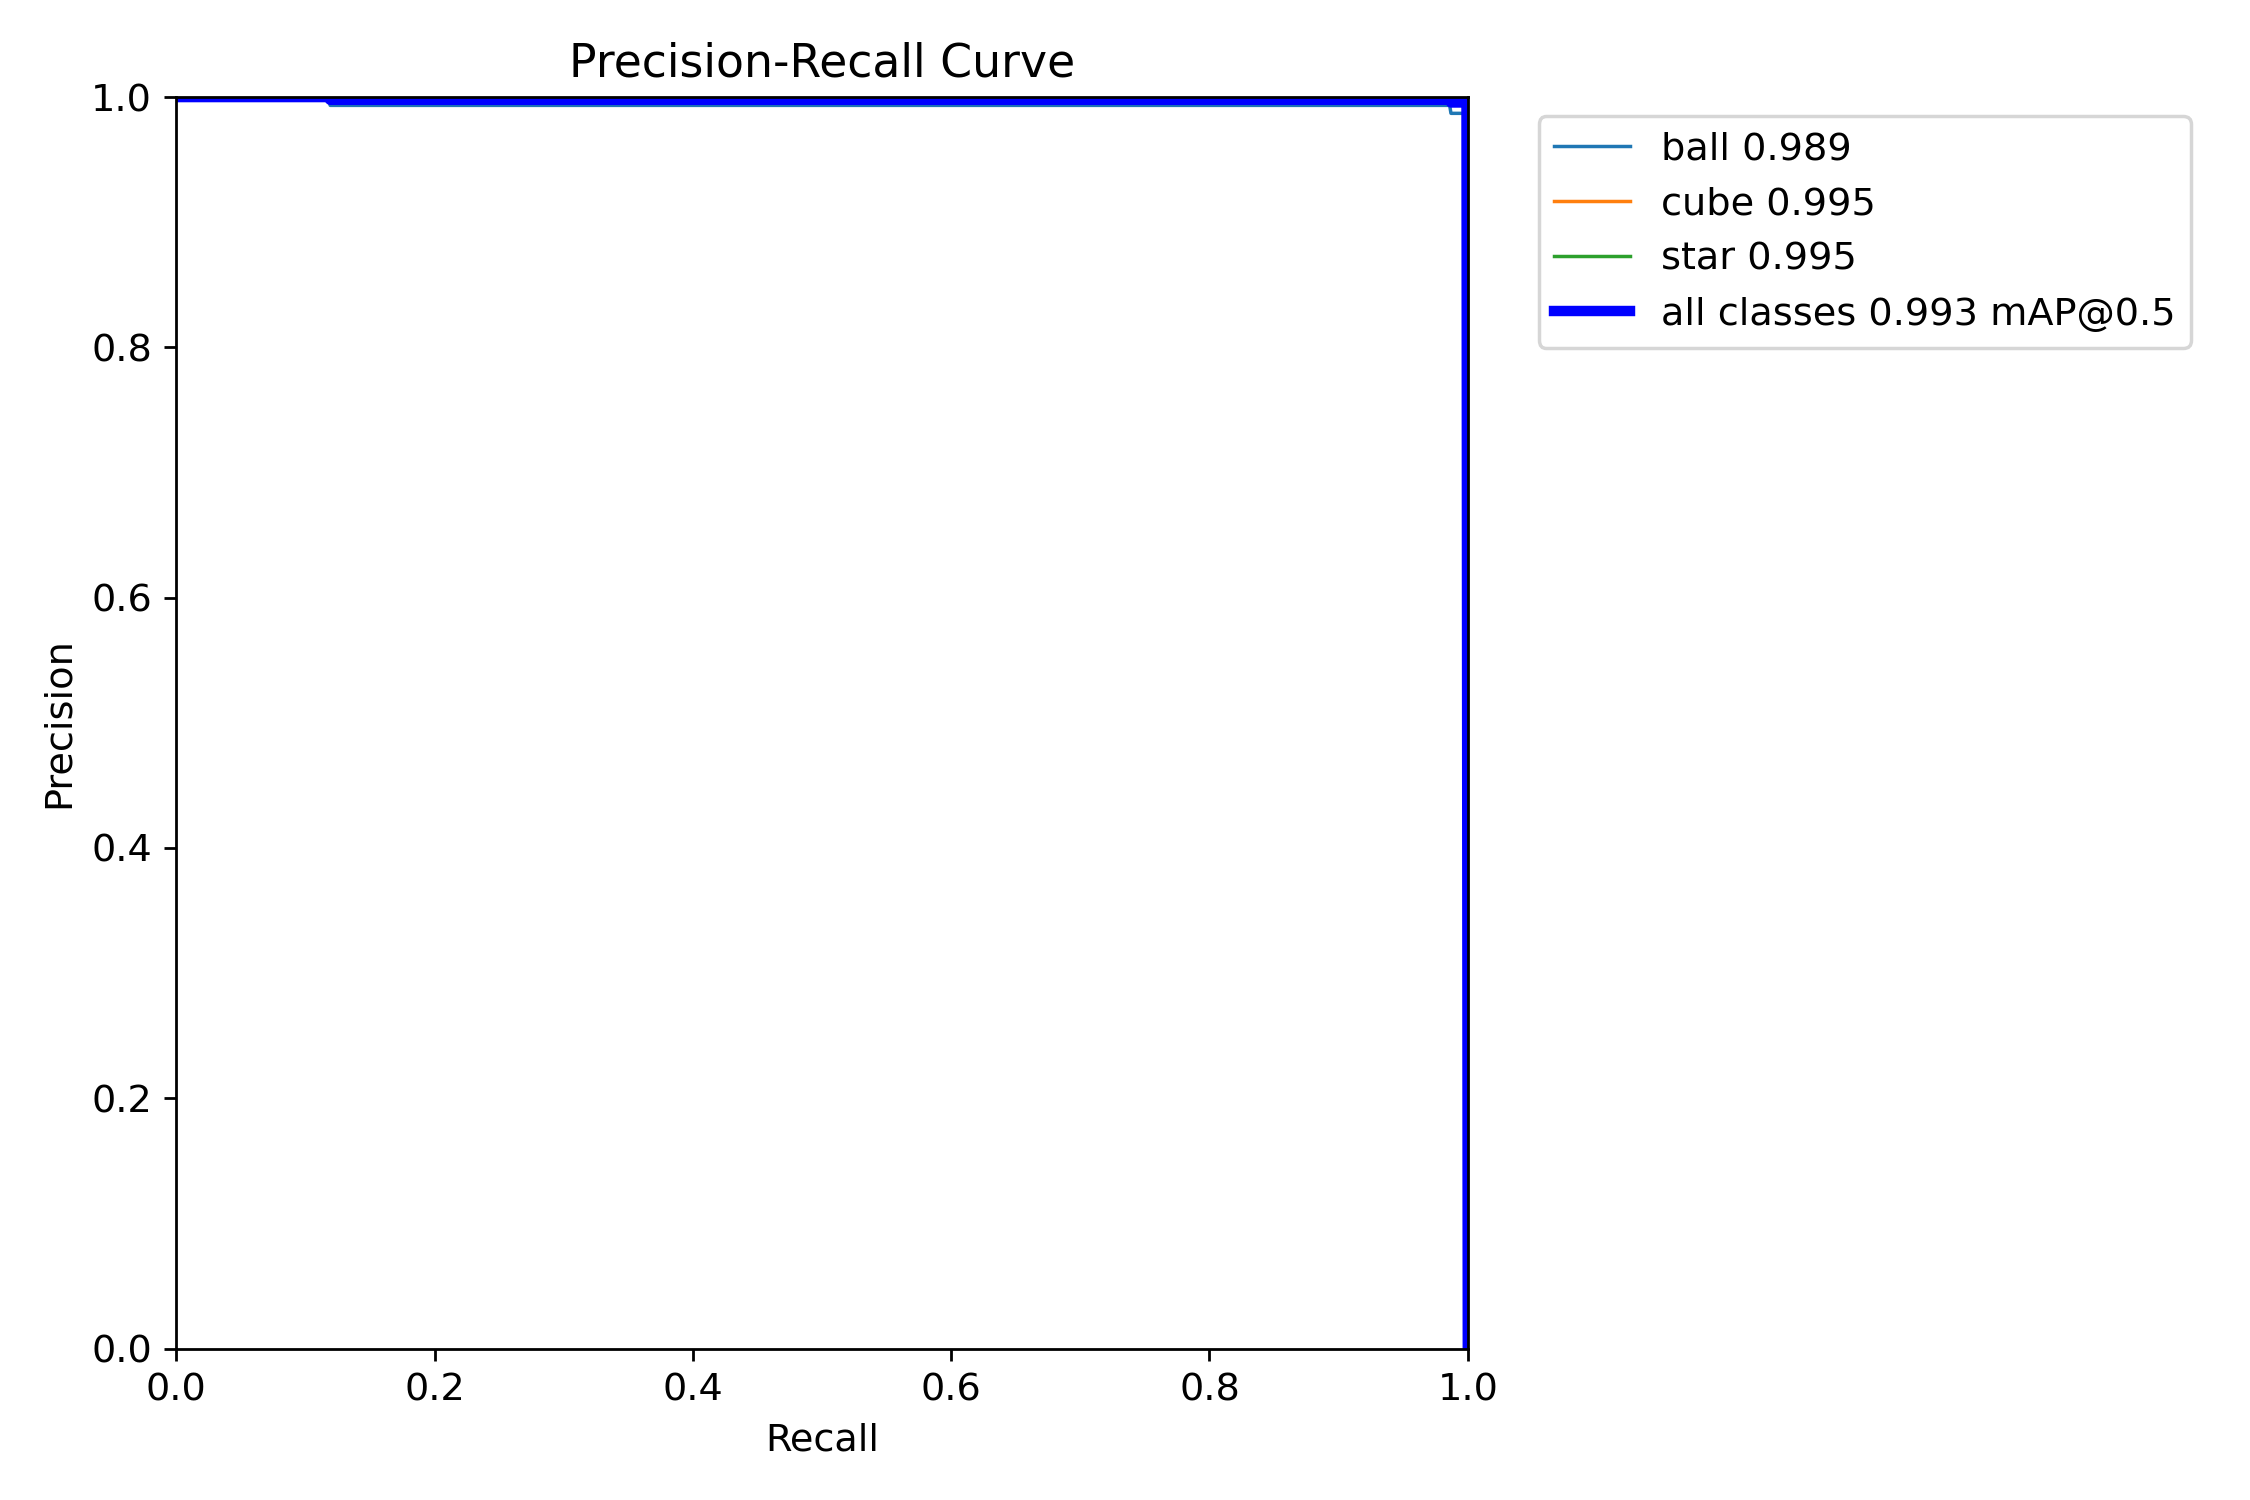 Precision-Recall Curve
1.0
0.8
0.6
0.4
0.2
0.0
Precision
0.0 0.2 0.4 0.6 0.8 1.0
Recall
ball 0.989
cube 0.995
star 0.995
all classes 0.993 mAP@0.5